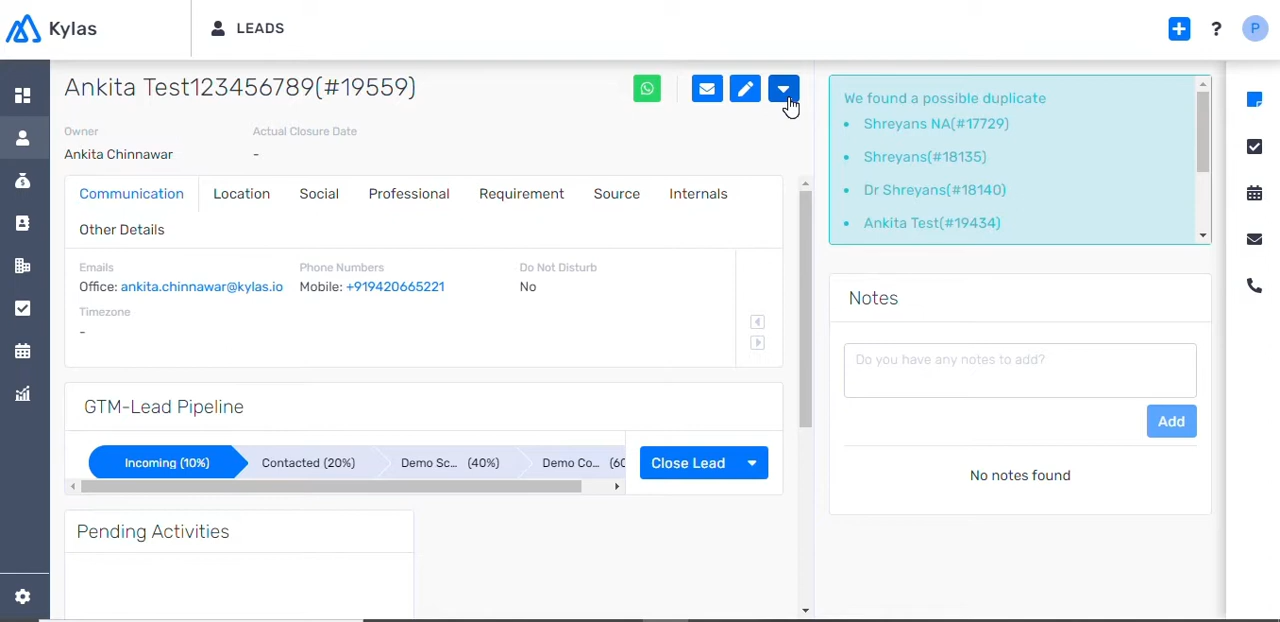 Kylas
LEADS
?
P
Ankita Test123456789(#19559)
Owner
Actual Closure Date
Ankita Chinnawar
-
Communication
Location
Social
Professional
Requirement
Source
Internals
Other Details
Emails
Phone Numbers
Do Not Disturb
Office: ankita.chinnawar@kylas.io
Mobile: +919420665221
No
Timezone
-
GTM-Lead Pipeline
Incoming (10%)
Contacted (20%)
Demo Sc... (40%)
Demo Co... (60
Close Lead
Pending Activities
We found a possible duplicate
• Shreyans NA(#17729)
• Shreyans(#18135)
• Dr Shreyans(#18140)
• Ankita Test(#19434)
Notes
Do you have any notes to add?
Add
No notes found